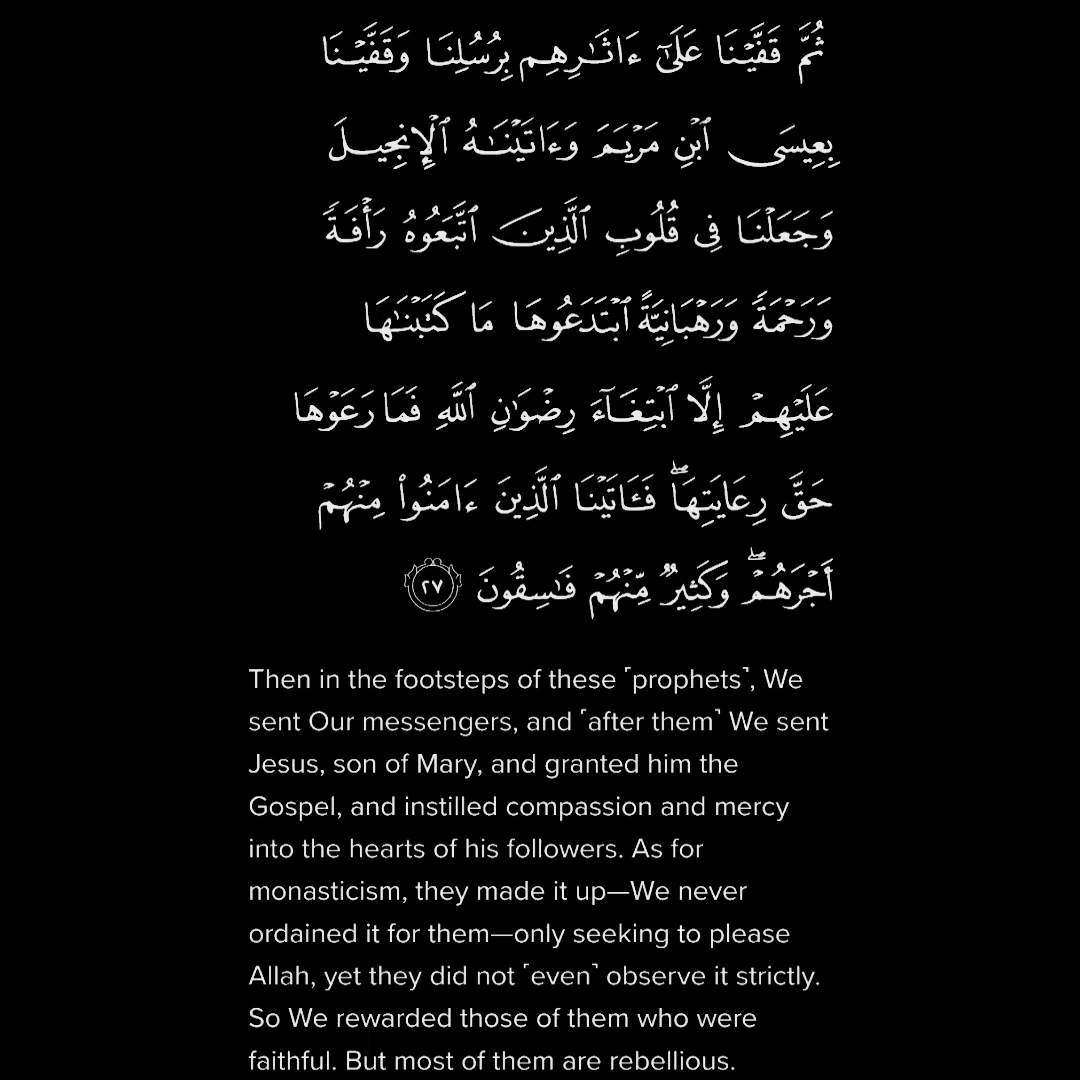 ثُمَّ قَفَّيْنَا عَلَىٰٓ ءَاثَـٰرِهِم بِرُسُلِنَا وَقَفَّيْنَا
بِعِيسَى ٱبْنِ مَرْيَمَ وَءَاتَيْنَـٰهُ ٱلْإِنجِيلَ
وَجَعَلْنَا فِى قُلُوبِ ٱلَّذِينَ ٱتَّبَعُوهُ رَأْفَةً
وَرَحْمَةً وَرَهْبَانِيَّةً ٱبْتَدَعُوهَا مَا كَتَبْنَـٰهَا
عَلَيْهِمْ إِلَّا ٱبْتِغَآءَ رِضْوَٰنِ ٱللَّهِ فَمَا رَعَوْهَا
حَقَّ رِعَايَتِهَا ۖ فَـَٔاتَيْنَا ٱلَّذِينَ ءَامَنُوا۟ مِنْهُمْ
أَجْرَهُمْ ۖ وَكَثِيرٌ مِّنْهُمْ فَـٰسِقُونَ ٢٧
Then in the footsteps of these ˹prophets˺, We
sent Our messengers, and ˹after them˺ We sent
Jesus, son of Mary, and granted him the
Gospel, and instilled compassion and mercy
into the hearts of his followers. As for
monasticism, they made it up—We never
ordained it for them—only seeking to please
Allah, yet they did not ˹even˺ observe it strictly.
So We rewarded those of them who were
faithful. But most of them are rebellious.